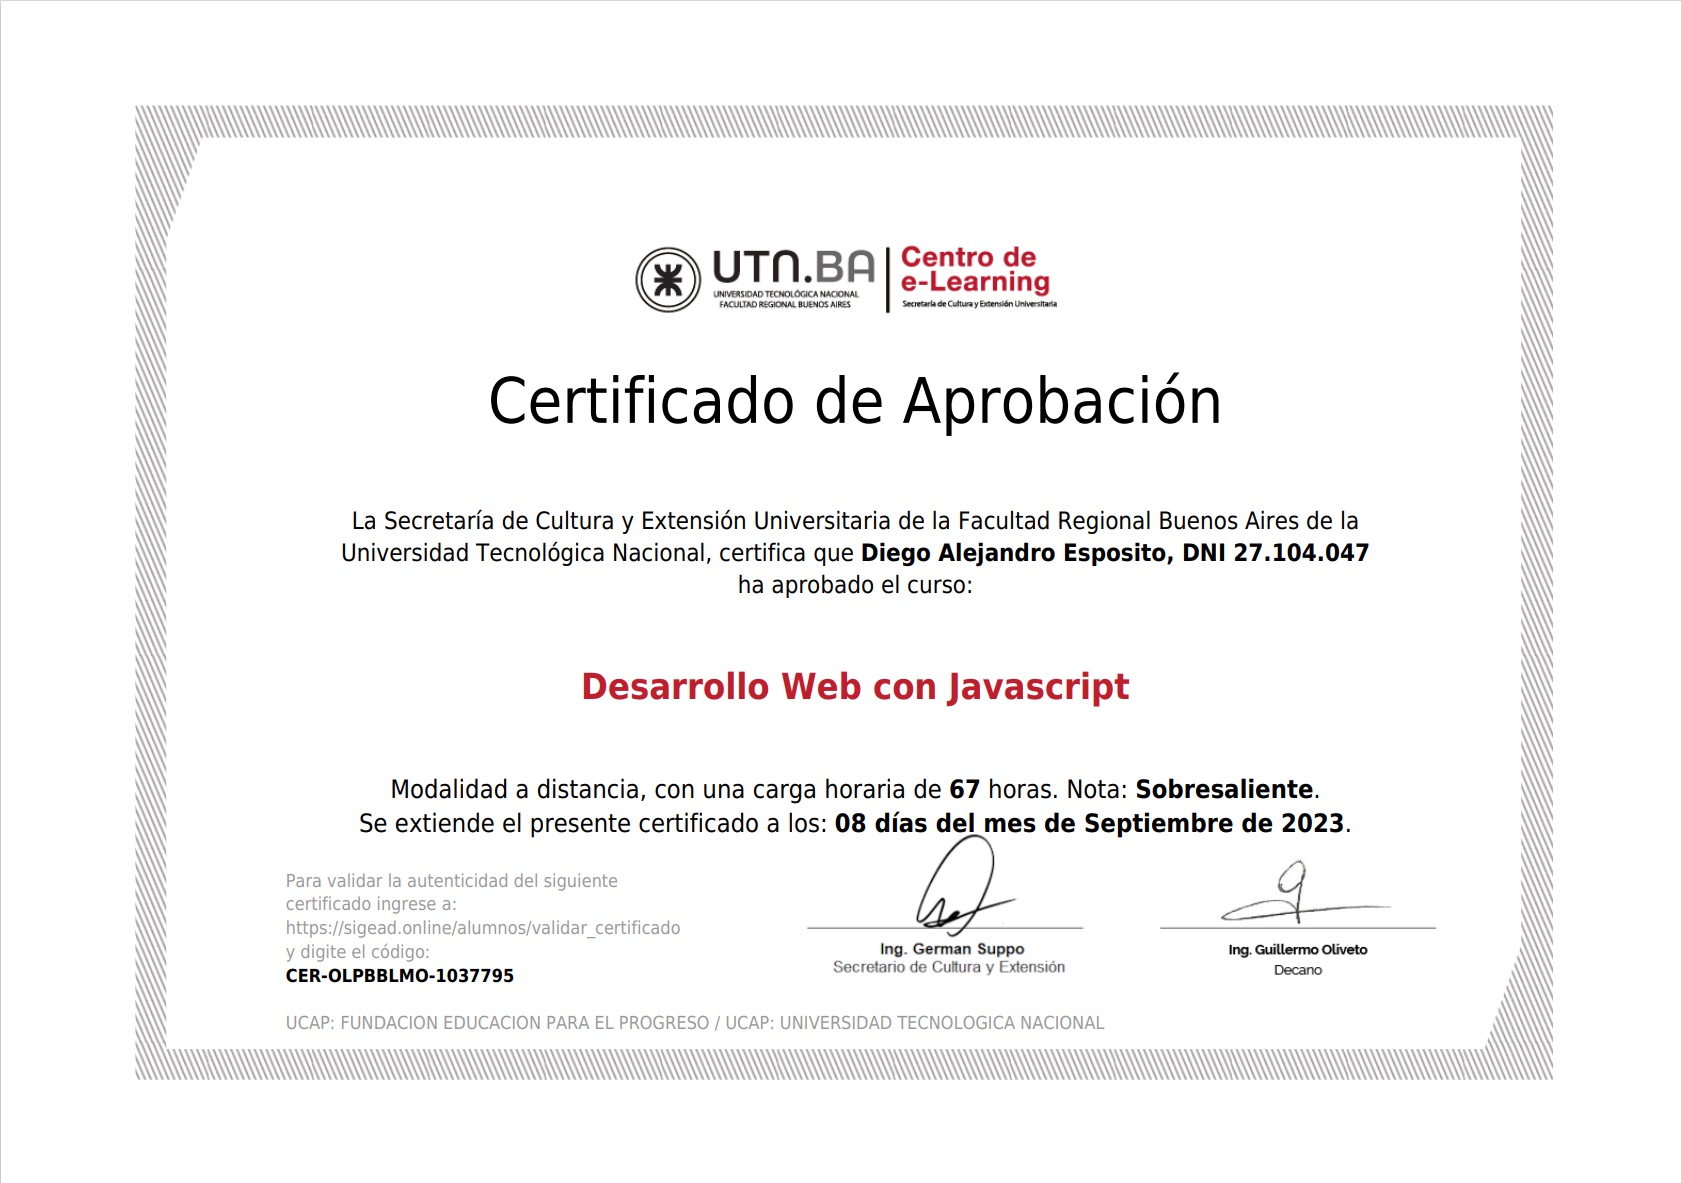 UTN.BA
UNIVERSIDAD TECNOLÓGICA NACIONAL
FACULTAD REGIONAL BUENOS AIRES
Centro de
e-Learning
Secretaría de Cultura y Extensión Universitaria
Certificado de Aprobación
La Secretaría de Cultura y Extensión Universitaria de la Facultad Regional Buenos Aires de la
Universidad Tecnológica Nacional, certifica que Diego Alejandro Esposito, DNI 27.104.047
ha aprobado el curso:
Desarrollo Web con Javascript
Modalidad a distancia, con una carga horaria de 67 horas. Nota: Sobresaliente.
Se extiende el presente certificado a los: 08 días del mes de Septiembre de 2023.
Para validar la autenticidad del siguiente
certificado ingrese a:
https://sigead.online/alumnos/validar_certificado
y digite el código:
CER-OLPBBLMO-1037795
Ing. German Suppo
Secretario de Cultura y Extensión
Ing. Guillermo Oliveto
Decano
UCAP: FUNDACION EDUCACION PARA EL PROGRESO / UCAP: UNIVERSIDAD TECNOLOGICA NACIONAL